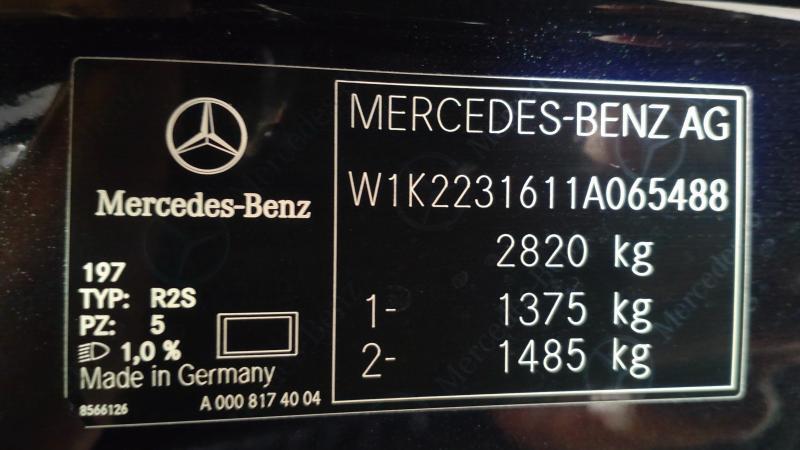 Mercedes-Benz
197
TYP: R2S
PZ: 5
1,0 %
Made in Germany
8566126
A 000 817 40 04
MERCEDES-BENZ AG
W1K2231611A065488
2820 kg
1- 1375 kg
2- 1485 kg